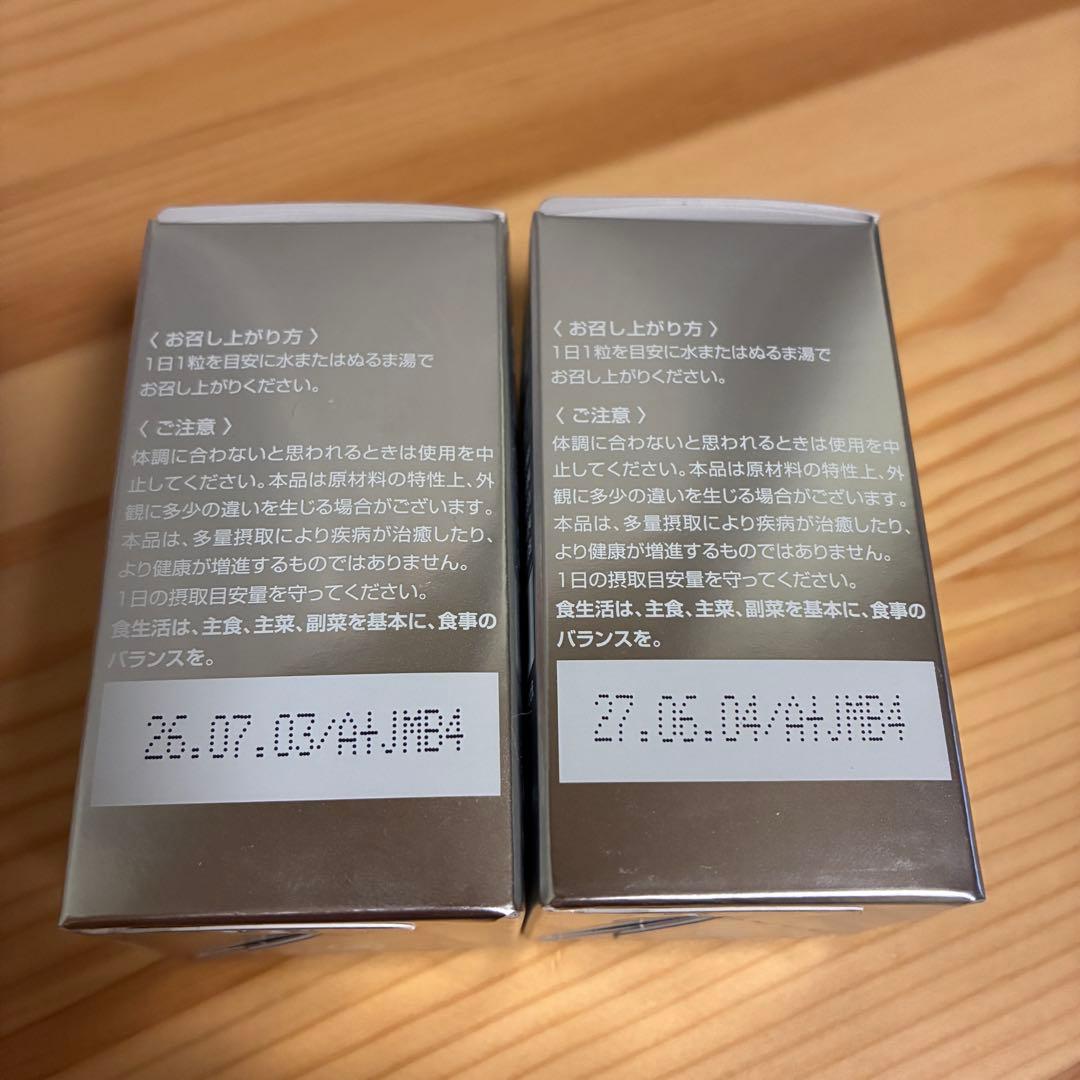 〈 お召し上がり方 〉
1日1粒を目安に水またはぬるま湯で
お召し上がりください。
〈 ご注意 〉
体調に合わないと思われるときは使用を中
止してください。本品は原材料の特性上、外
観に多少の違いを生じる場合がございます。
本品は、多量摂取により疾病が治癒したり、
より健康が増進するものではありません。
1日の摂取目安量を守ってください。
食生活は、主食、主菜、副菜を基本に、食事の
バランスを。
26.07.03/A+JMB4
〈 お召し上がり方 〉
1日1粒を目安に水またはぬるま湯で
お召し上がりください。
〈 ご注意 〉
体調に合わないと思われるときは使用を中
止してください。本品は原材料の特性上、外
観に多少の違いを生じる場合がございます。
本品は、多量摂取により疾病が治癒したり、
より健康が増進するものではありません。
1日の摂取目安量を守ってください。
食生活は、主食、主菜、副菜を基本に、食事の
バランスを。
27.06.04/A+JMB4